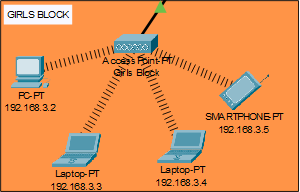 GIRLS BLOCK
Access Point-PT
Girls Block
PC-PT
192.168.3.2
SMARTPHONE-PT
192.168.3.5
Laptop-PT
192.168.3.3
Laptop-PT
192.168.3.4